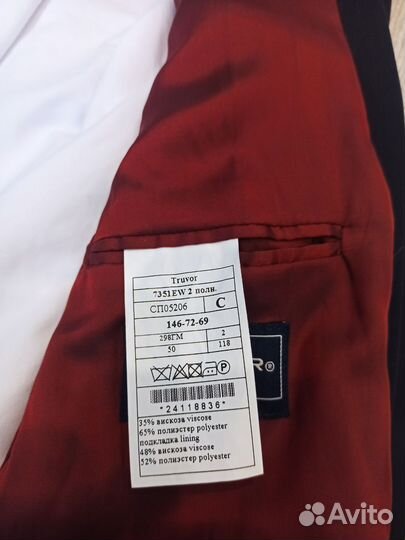 Truvor
7351EW 2 полн.
СП05206 С
146-72-69
298ГМ 2
50 118
*24118836*
35% вискоза viscose
65% полиэстер polyester
подкладка lining
48% вискоза viscose
52% полиэстер polyester
R®
Avito